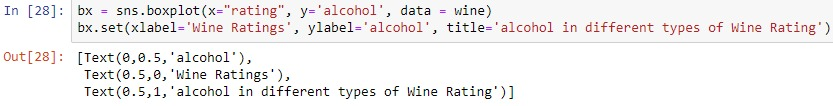 In [28]: bx = sns.boxplot(x="rating", y='alcohol', data = wine)
bx.set(xlabel='Wine Ratings', ylabel='alcohol', title='alcohol in different types of Wine Rating')
Out[28]: [Text(0,0.5,'alcohol'),
Text(0.5,0,'Wine Ratings'),
Text(0.5,1,'alcohol in different types of Wine Rating')]